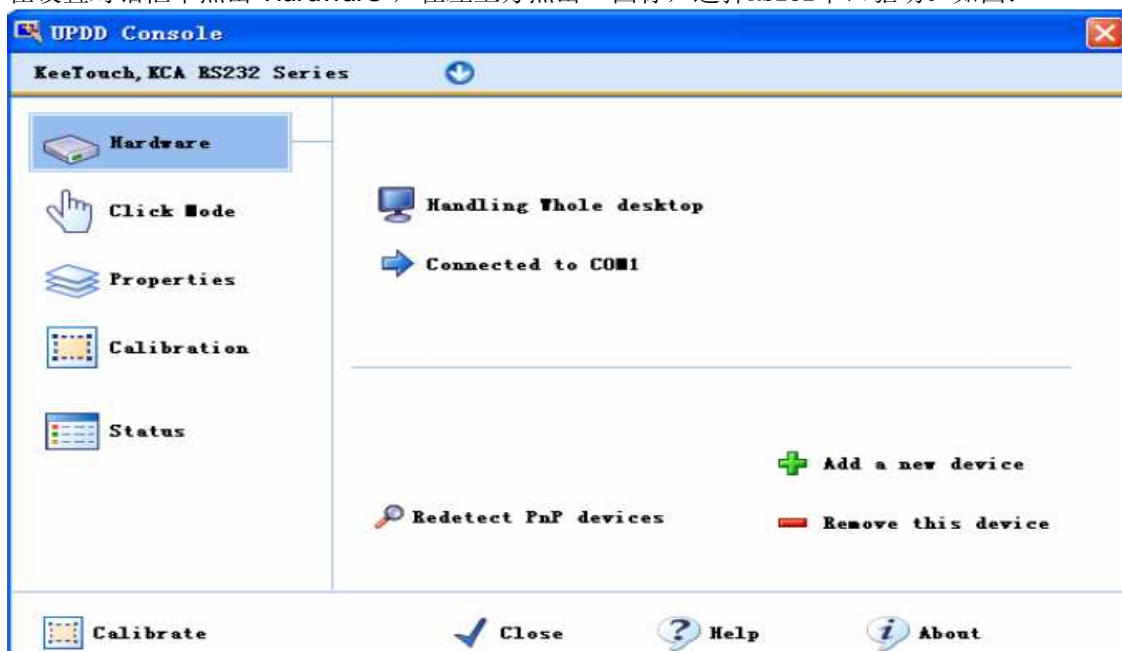 UPDD Console
KeeTouch, KCA RS232 Series
Hardware
Click Mode
Handling Whole desktop
Connected to COM1
Properties
Calibration
Status
Add a new device
Redetect PnP devices
Remove this device
Calibrate
Close
Help
About